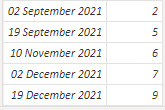 02 September 2021 2
19 September 2021 5
10 November 2021 6
02 December 2021 7
19 December 2021 9